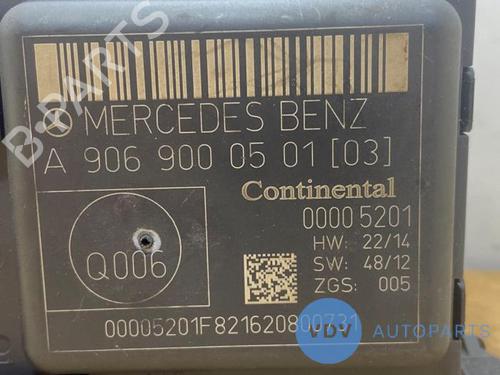 MERCEDES BENZ
A 906 900 05 01 [03]
Continental
00005201
HW: 22/14
SW: 48/12
ZGS: 005
Q006
00005201F821620800731
VDV AUTOPARTS
B-PARTS